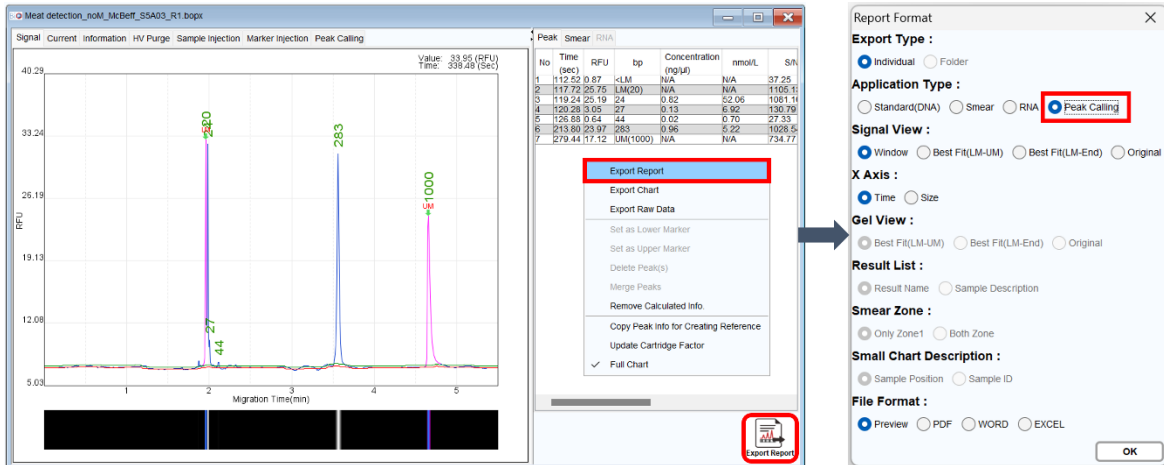 Meat detection_noM_McBeff_S5A03_R1.bopx
Signal Current Information HV Purge Sample Injection Marker Injection Peak Calling
Value: 33.95 (RFU)
Time: 338.48 (Sec)
40.29
33.24
26.19
19.13
12.08
5.03
RFU
20
24
27
44
283
1000
UM
1 2 3 4 5
Migration Time(min)
Peak Smear RNA
No Time (sec) RFU bp Concentration (ng/µl) nmol/L S/N
1 112.52 0.87 <LM N/A N/A 37.25
2 117.72 25.75 LM(20) N/A N/A 1105.1
3 119.24 25.19 24 0.82 52.06 1081.1
4 120.28 3.05 27 0.13 6.92 130.79
5 126.88 0.64 44 0.02 0.70 27.33
6 213.80 23.97 283 0.96 5.22 1028.5
7 279.44 17.12 UM(1000) N/A N/A 734.77
Export Report
Export Chart
Export Raw Data
Set as Lower Marker
Set as Upper Marker
Delete Peak(s)
Merge Peaks
Remove Calculated Info.
Copy Peak Info for Creating Reference
Update Cartridge Factor
✓ Full Chart
Export Report
Report Format
Export Type :
Individual Folder
Application Type :
Standard(DNA) Smear RNA Peak Calling
Signal View :
Window Best Fit(LM-UM) Best Fit(LM-End) Original
X Axis :
Time Size
Gel View :
Best Fit(LM-UM) Best Fit(LM-End) Original
Result List :
Result Name Sample Description
Smear Zone :
Only Zone1 Both Zone
Small Chart Description :
Sample Position Sample ID
File Format :
Preview PDF WORD EXCEL
OK